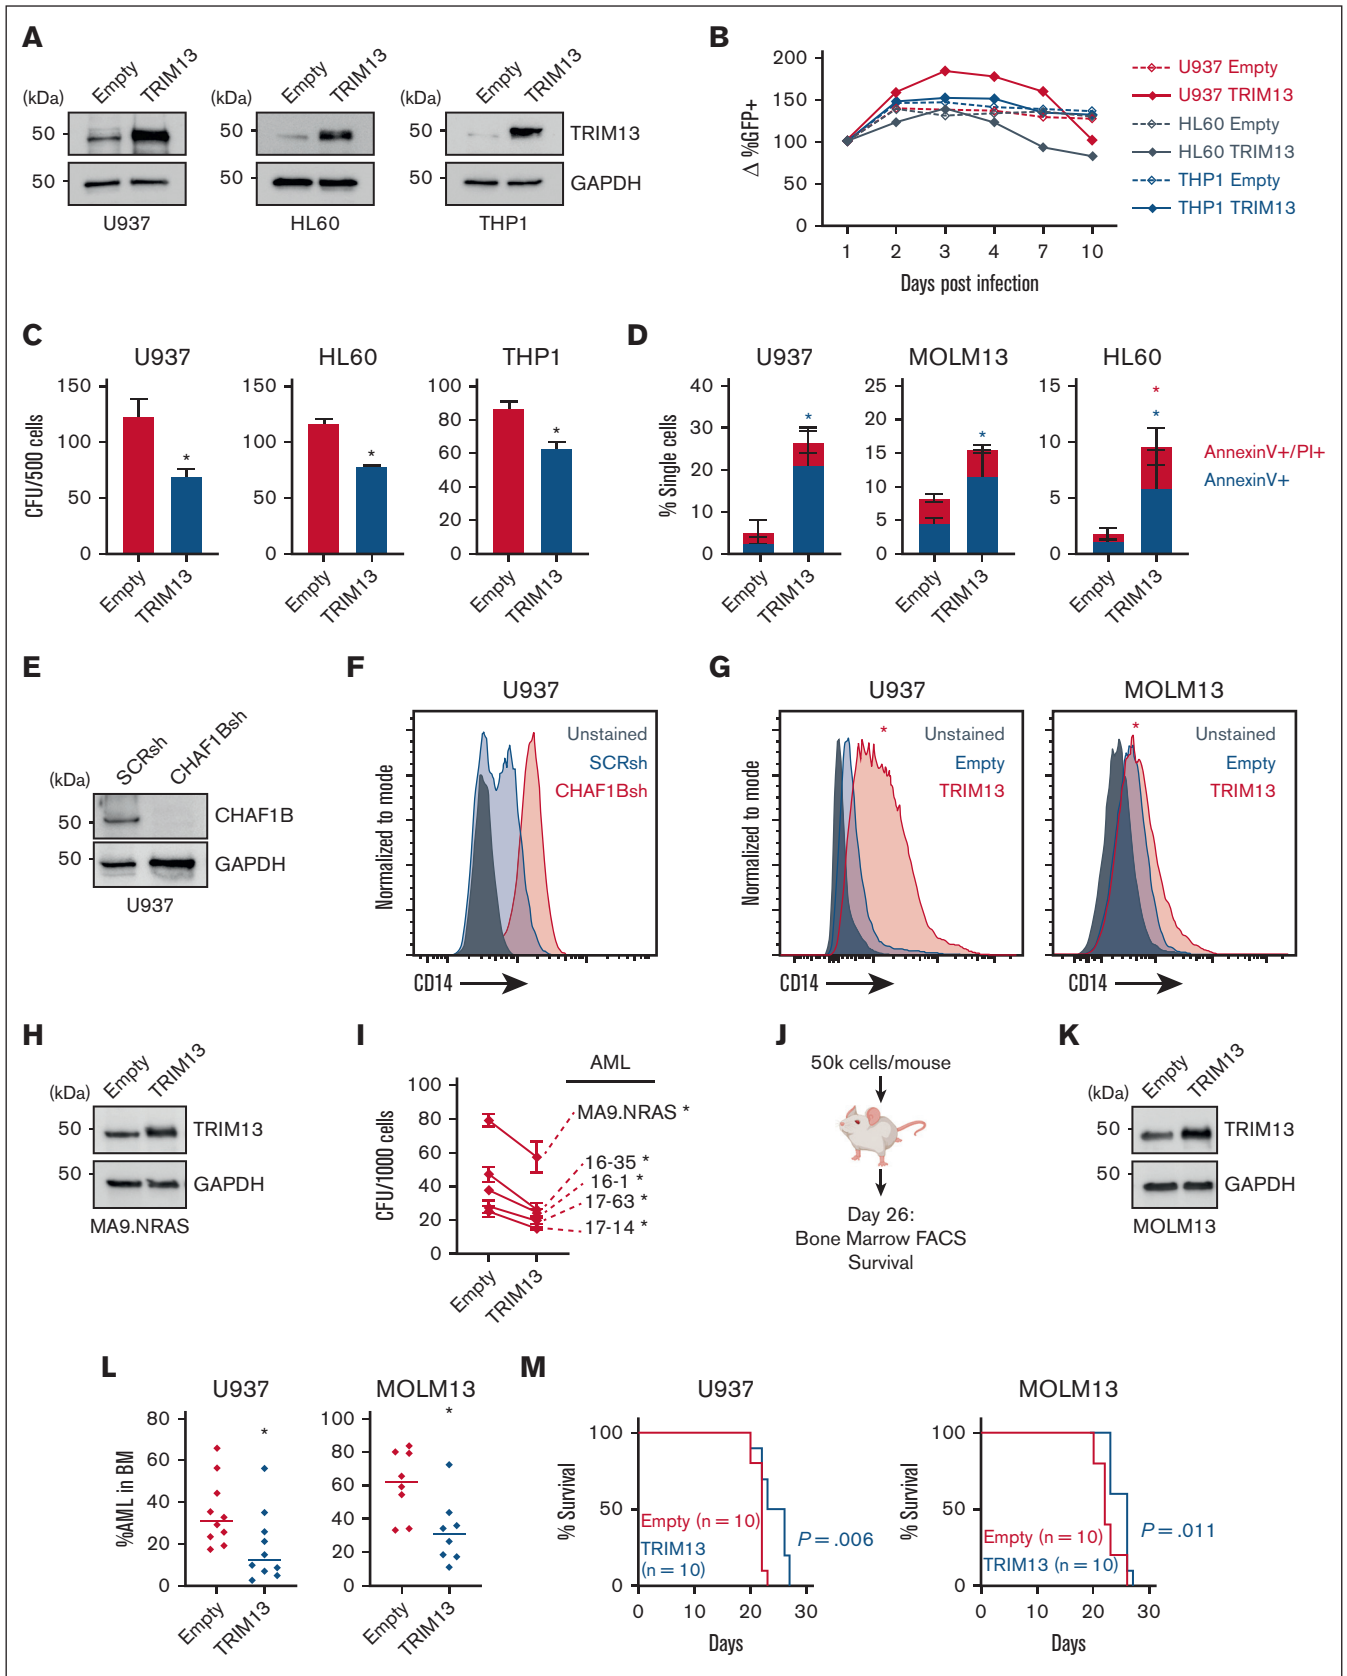 A
Empty
TRIM13
(kDa)
50
50
U937
Empty
TRIM13
(kDa)
50
50
HL60
Empty
TRIM13
(kDa)
50
50
THP1
TRIM13
GAPDH
B
Δ %GFP+
200
150
100
50
0
1 2 3 4 7 10
Days post infection
U937 Empty
U937 TRIM13
HL60 Empty
HL60 TRIM13
THP1 Empty
THP1 TRIM13
C
CFU/500 cells
U937
150
100
50
0
*
Empty
TRIM13
HL60
150
100
50
0
*
Empty
TRIM13
THP1
100
80
60
40
20
0
*
Empty
TRIM13
D
% Single cells
U937
40
30
20
10
0
*
Empty
TRIM13
MOLM13
25
20
15
10
5
0
*
Empty
TRIM13
HL60
15
10
5
0
*
*
Empty
TRIM13
AnnexinV+/PI+
AnnexinV+
E
SCRsh
CHAF1Bsh
(kDa)
50
CHAF1B
50
GAPDH
U937
F
U937
Normalized to mode
Unstained
SCRsh
CHAF1Bsh
CD14
G
U937
Normalized to mode
*
Unstained
Empty
TRIM13
CD14
MOLM13
*
Unstained
Empty
TRIM13
CD14
H
Empty
TRIM13
(kDa)
50
TRIM13
50
GAPDH
MA9.NRAS
I
AML
CFU/1000 cells
100
80
60
40
20
0
MA9.NRAS *
16-35 *
16-1 *
17-63 *
17-14 *
Empty
TRIM13
J
50k cells/mouse
Day 26:
Bone Marrow FACS
Survival
K
Empty
TRIM13
(kDa)
50
TRIM13
50
GAPDH
MOLM13
L
%AML in BM
U937
80
60
40
20
0
*
Empty
TRIM13
MOLM13
100
80
60
40
20
0
*
Empty
TRIM13
M
U937
% Survival
100
50
0
Empty (n = 10)
TRIM13
(n = 10)
P = .006
0 10 20 30
Days
MOLM13
% Survival
100
50
0
Empty (n = 10)
TRIM13 (n = 10)
P = .011
0 10 20 30
Days